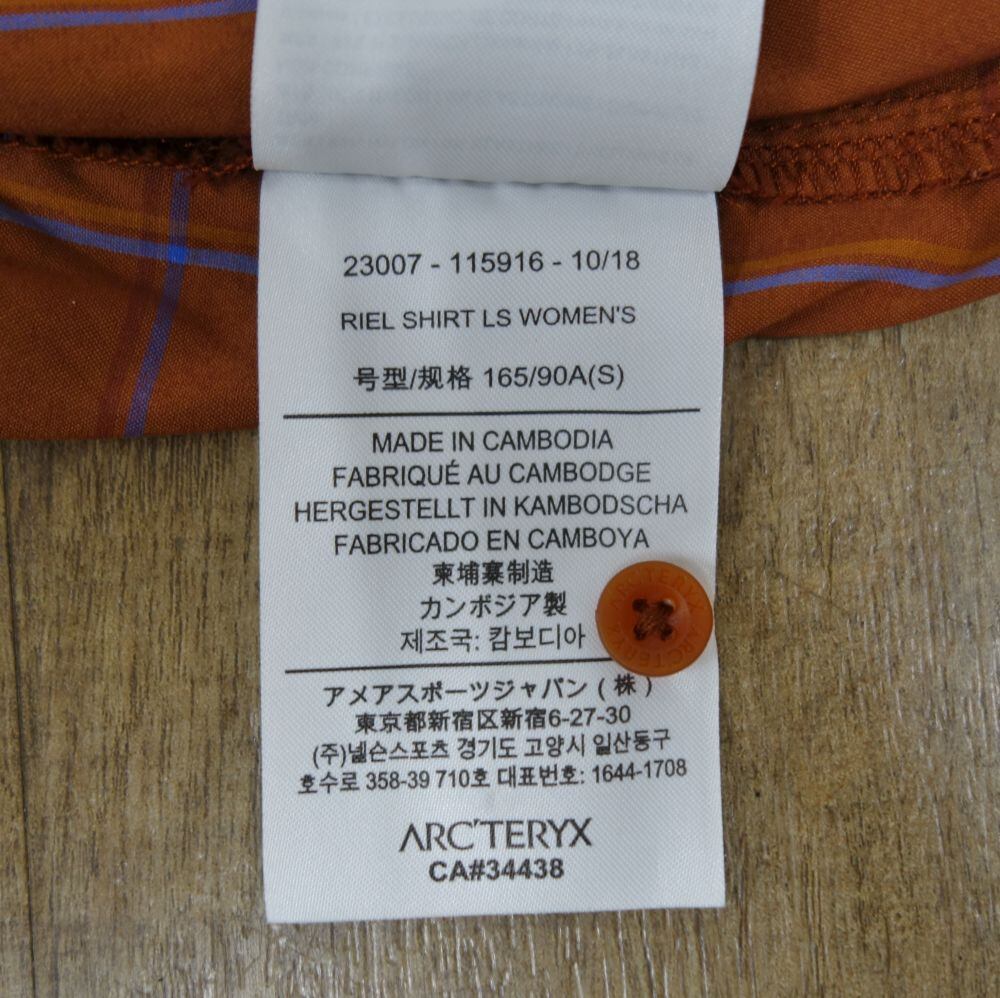 23007 - 115916 - 10/18
RIEL SHIRT LS WOMEN'S
号型/规格 165/90A(S)
MADE IN CAMBODIA
FABRIQUÉ AU CAMBODGE
HERGESTELLT IN KAMBODSCHA
FABRICADO EN CAMBOYA
柬埔寨制造
カンボジア製
제조국: 캄보디아
ARC'TERYX ARC'TERYX
アメアスポーツジャパン ( 株 )
東京都新宿区新宿6-27-30
(주)넬슨스포츠 경기도 고양시 일산동구
호수로 358-39 710호 대표번호: 1644-1708
ARC'TERYX
CA#34438